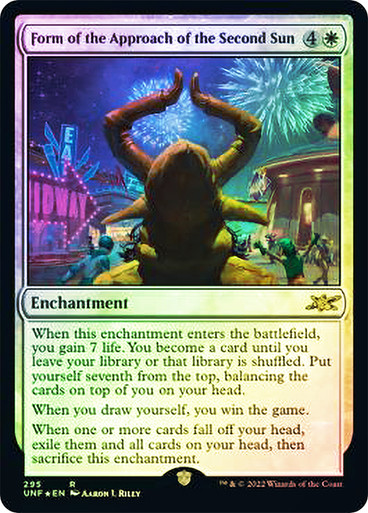 Form of the Approach of the Second Sun 4
EAT
MIDWAY
Enchantment
When this enchantment enters the battlefield,
you gain 7 life. You become a card until you
leave your library or that library is shuffled. Put
yourself seventh from the top, balancing the
cards on top of you on your head.
When you draw yourself, you win the game.
When one or more cards fall off your head,
exile them and all cards on your head, then
sacrifice this enchantment.
295 R
UNF★EN Aaron J. Riley
™ & © 2022 Wizards of the Coast